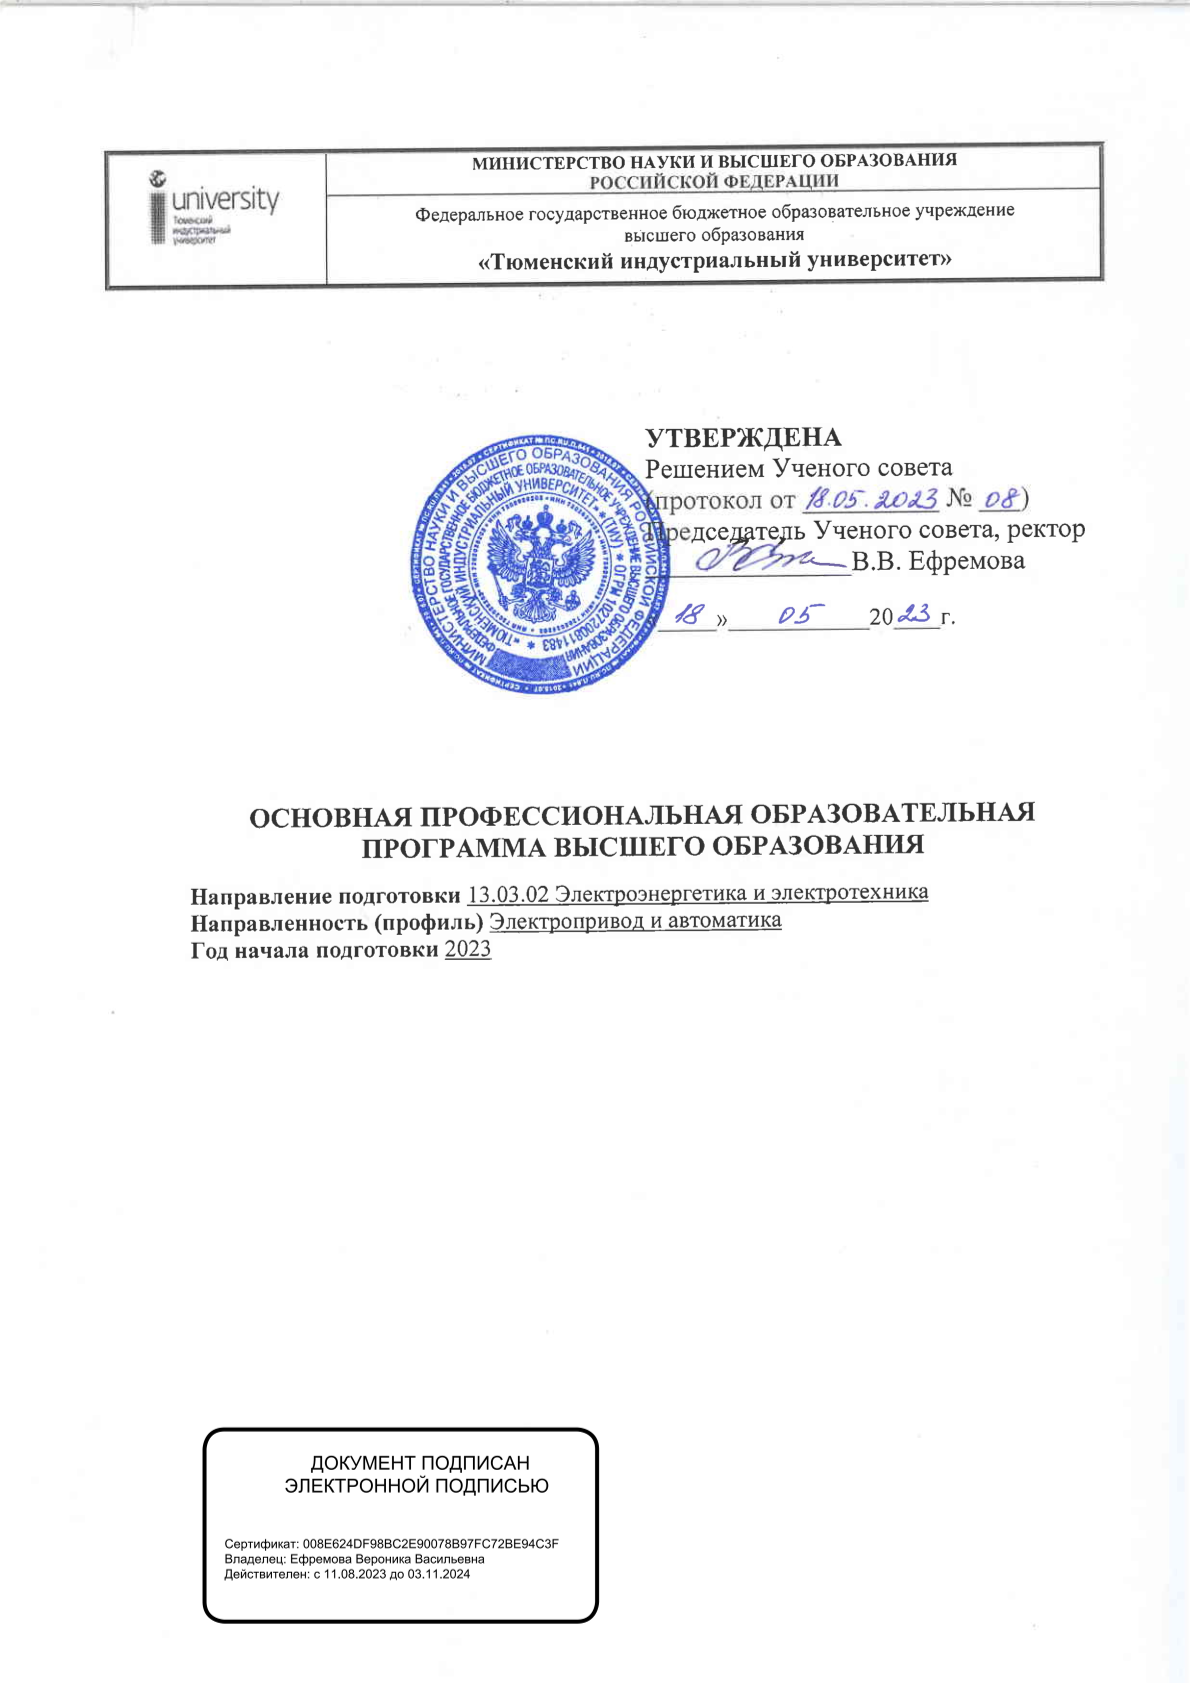 university
Тюменский
индустриальный
университет
МИНИСТЕРСТВО НАУКИ И ВЫСШЕГО ОБРАЗОВАНИЯ
РОССИЙСКОЙ ФЕДЕРАЦИИ
Федеральное государственное бюджетное образовательное учреждение
высшего образования
«Тюменский индустриальный университет»
УТВЕРЖДЕНА
Решением Ученого совета
(протокол от 18.05.2023 № 08)
Председатель Ученого совета, ректор
В.В. Ефремова
«18» 05 2023 г.
МИНИСТЕРСТВО НАУКИ И ВЫСШЕГО ОБРАЗОВАНИЯ РОССИЙСКОЙ ФЕДЕРАЦИИ
ФЕДЕРАЛЬНОЕ ГОСУДАРСТВЕННОЕ БЮДЖЕТНОЕ ОБРАЗОВАТЕЛЬНОЕ УЧРЕЖДЕНИЕ ВЫСШЕГО ОБРАЗОВАНИЯ
«ТЮМЕНСКИЙ ИНДУСТРИАЛЬНЫЙ УНИВЕРСИТЕТ» * (ТИУ) * ОГРН 1027200811483 *
ОСНОВНАЯ ПРОФЕССИОНАЛЬНАЯ ОБРАЗОВАТЕЛЬНАЯ
ПРОГРАММА ВЫСШЕГО ОБРАЗОВАНИЯ
Направление подготовки 13.03.02 Электроэнергетика и электротехника
Направленность (профиль) Электропривод и автоматика
Год начала подготовки 2023
ДОКУМЕНТ ПОДПИСАН
ЭЛЕКТРОННОЙ ПОДПИСЬЮ
Сертификат: 008E624DF98BC2E90078B97FC72BE94C3F
Владелец: Ефремова Вероника Васильевна
Действителен: с 11.08.2023 до 03.11.2024